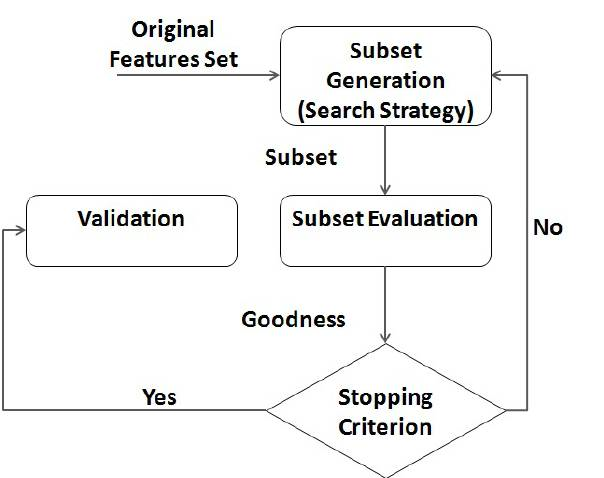 Original
Features Set
Subset
Generation
(Search Strategy)
Subset
Validation
Subset Evaluation
No
Goodness
Yes
Stopping
Criterion